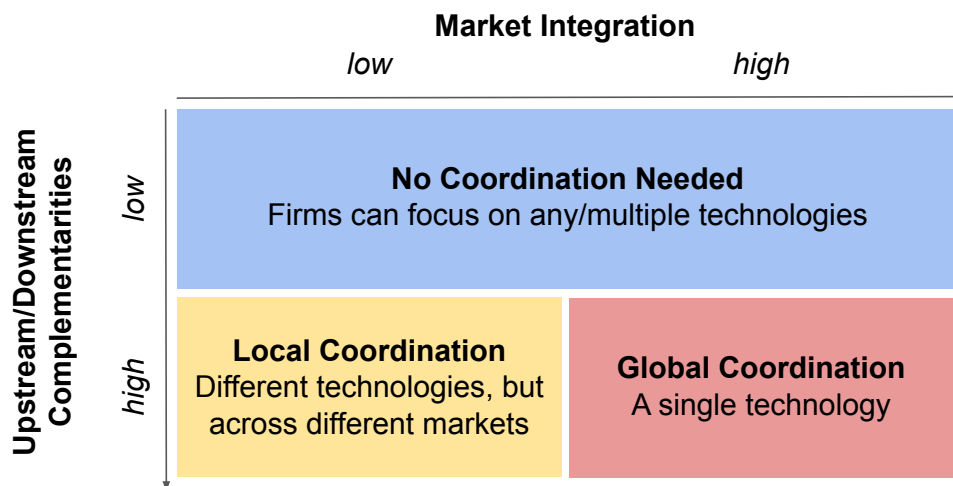 Market Integration
low
high
Upstream/Downstream
Complementarities
low
No Coordination Needed
Firms can focus on any/multiple technologies
high
Local Coordination
Different technologies, but
across different markets
Global Coordination
A single technology